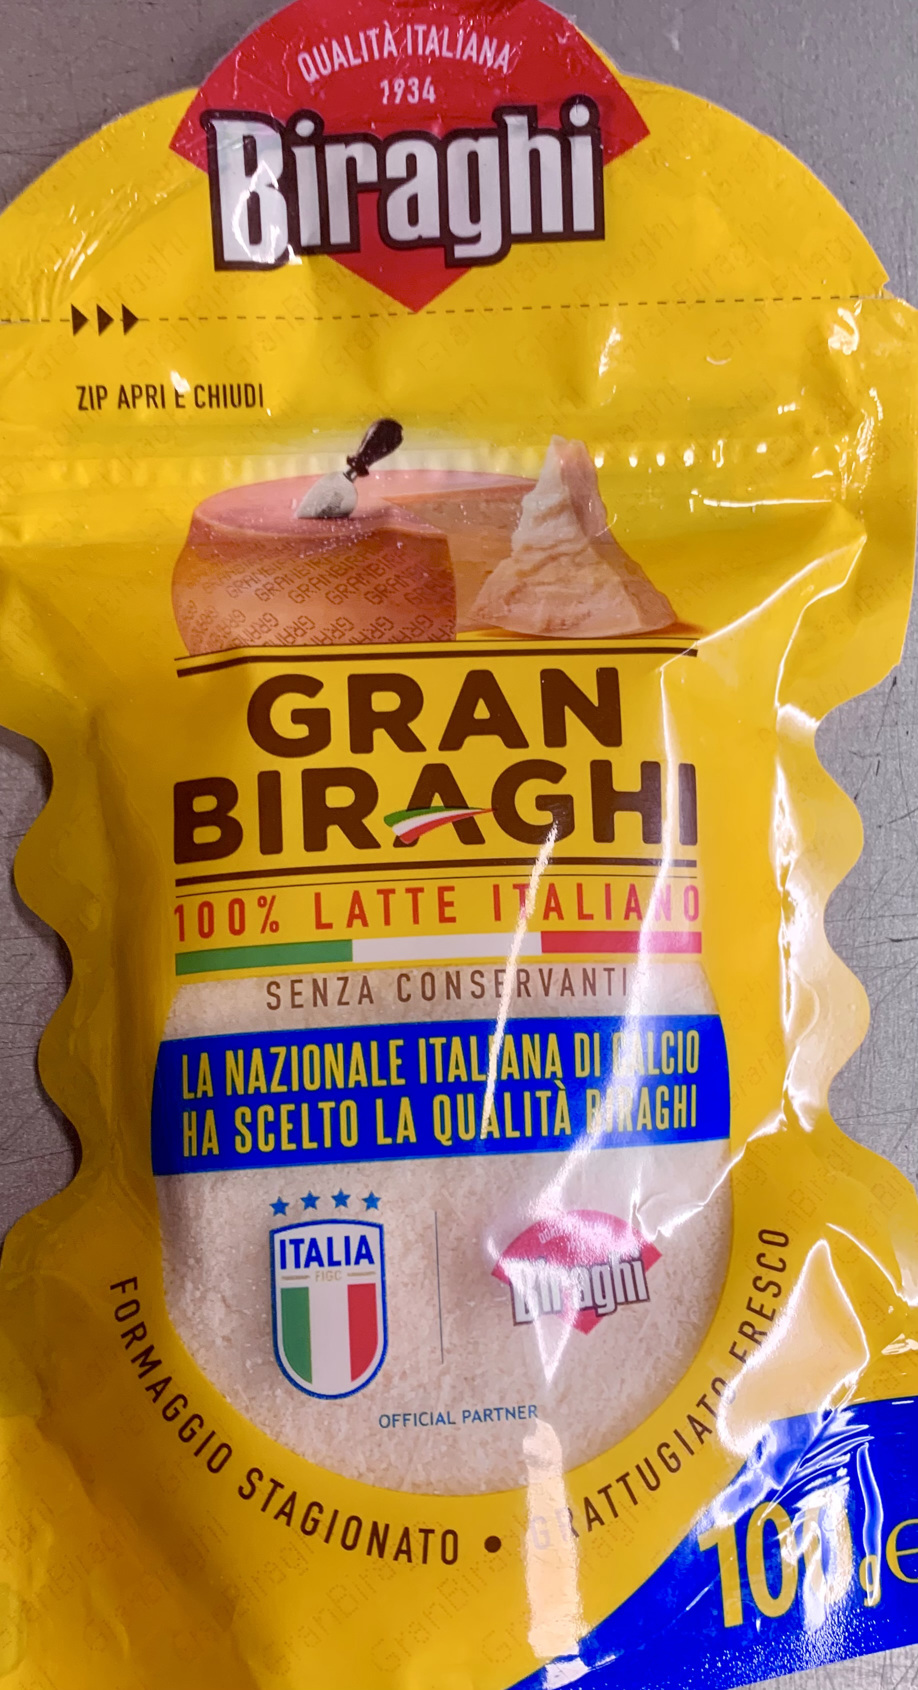 QUALITÀ ITALIANA
1934
Biraghi
ZIP APRI E CHIUDI
GRAN
BIRAGHI
100% LATTE ITALIANO
SENZA CONSERVANTI
LA NAZIONALE ITALIANA DI CALCIO
HA SCELTO LA QUALITÀ BIRAGHI
ITALIA
FIGC
Biraghi
OFFICIAL PARTNER
FORMAGGIO STAGIONATO • GRATTUGIATO FRESCO
100 g e